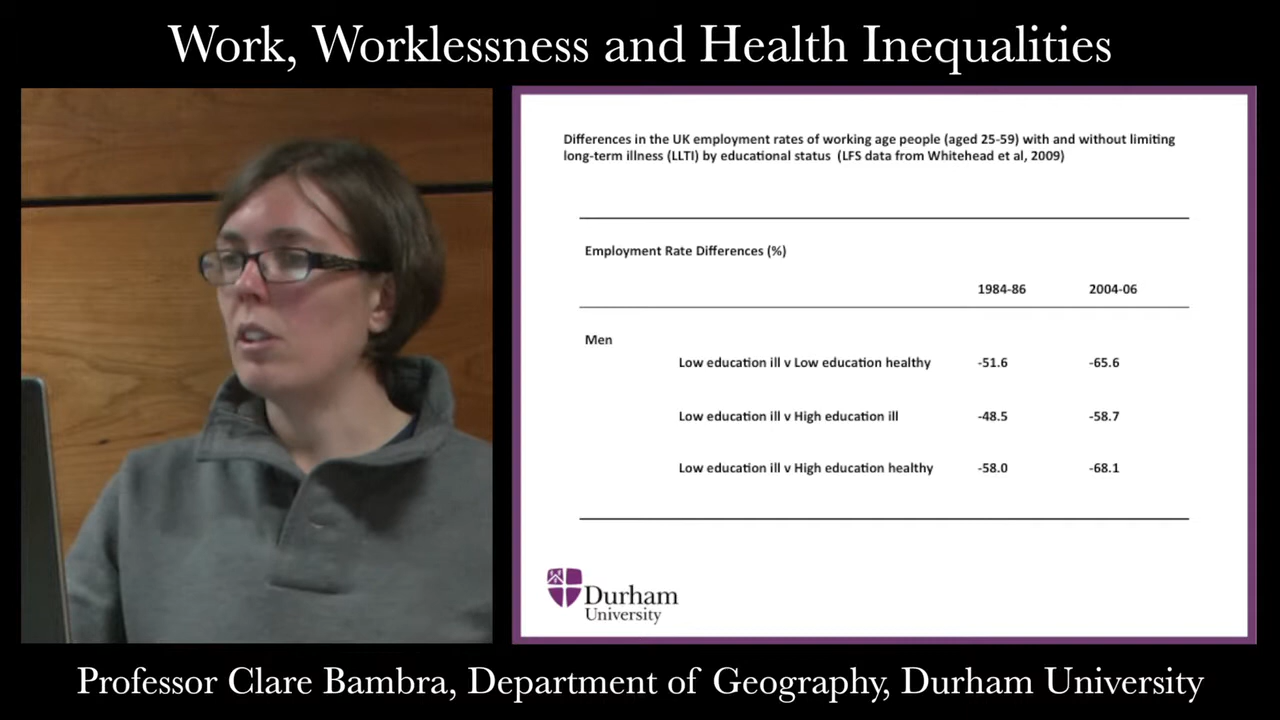 Work, Worklessness and Health Inequalities
Differences in the UK employment rates of working age people (aged 25-59) with and without limiting
long-term illness (LLTI) by educational status (LFS data from Whitehead et al, 2009)
Employment Rate Differences (%)
1984-86 2004-06
Men
Low education ill v Low education healthy -51.6 -65.6
Low education ill v High education ill -48.5 -58.7
Low education ill v High education healthy -58.0 -68.1
Durham
University
Professor Clare Bambra, Department of Geography, Durham University